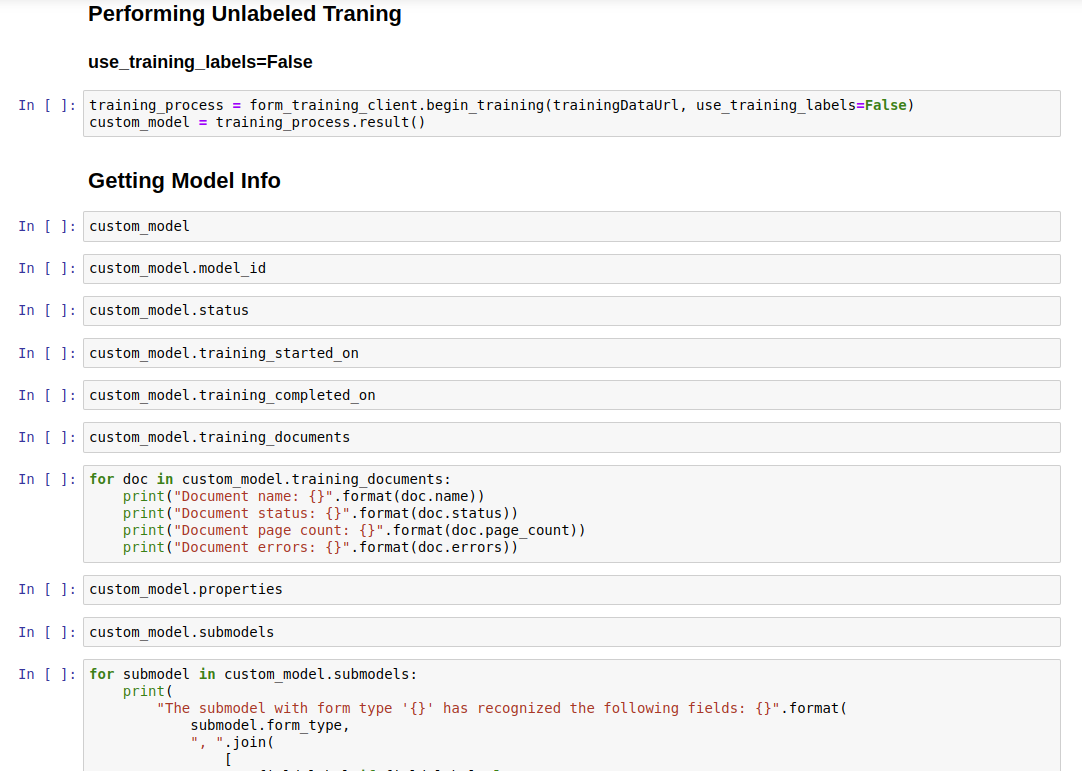 Performing Unlabeled Traning
use_training_labels=False
In [ ]: training_process = form_training_client.begin_training(trainingDataUrl, use_training_labels=False)
custom_model = training_process.result()
Getting Model Info
In [ ]: custom_model
In [ ]: custom_model.model_id
In [ ]: custom_model.status
In [ ]: custom_model.training_started_on
In [ ]: custom_model.training_completed_on
In [ ]: custom_model.training_documents
In [ ]: for doc in custom_model.training_documents:
    print("Document name: {}".format(doc.name))
    print("Document status: {}".format(doc.status))
    print("Document page count: {}".format(doc.page_count))
    print("Document errors: {}".format(doc.errors))
In [ ]: custom_model.properties
In [ ]: custom_model.submodels
In [ ]: for submodel in custom_model.submodels:
    print(
        "The submodel with form type '{}' has recognized the following fields: {}".format(
            submodel.form_type,
            ", ".join(
                [